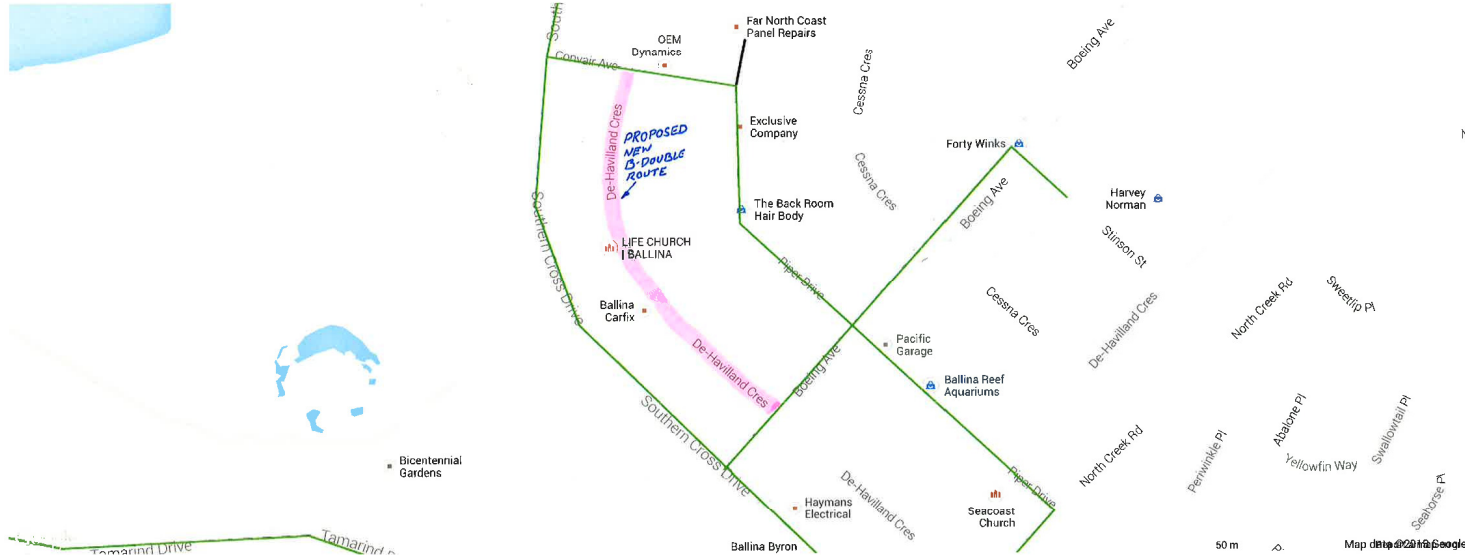 South
Far North Coast
Panel Repairs
OEM
Dynamics
Convair Ave
Boeing Ave
Cessna Cres
De-Havilland Cres
PROPOSED
NEW
B-DOUBLE
ROUTE
Exclusive
Company
Forty Winks
Cessna Cres
Boeing Ave
Harvey
Norman
The Back Room
Hair Body
Southern Cross Drive
LIFE CHURCH
| BALLINA
Stinson St
Piper Drive
Ballina
Carfix
Cessna Cres
De-Havilland Cres
North Creek Rd
Sweetlip Pl
De-Havilland Cres
Boeing Ave
Pacific
Garage
Ballina Reef
Aquariums
Southern Cross Drive
Bicentennial
Gardens
North Creek Rd
Periwinkle Pl
Abalone Pl
Yellowfin Way
Swallowtail Pl
Seahorse Pl
De-Havilland Cres
Piper Drive
Haymans
Electrical
Seacoast
Church
Tamarind Drive
Tamarind D
Ballina Byron
50 m
Pl